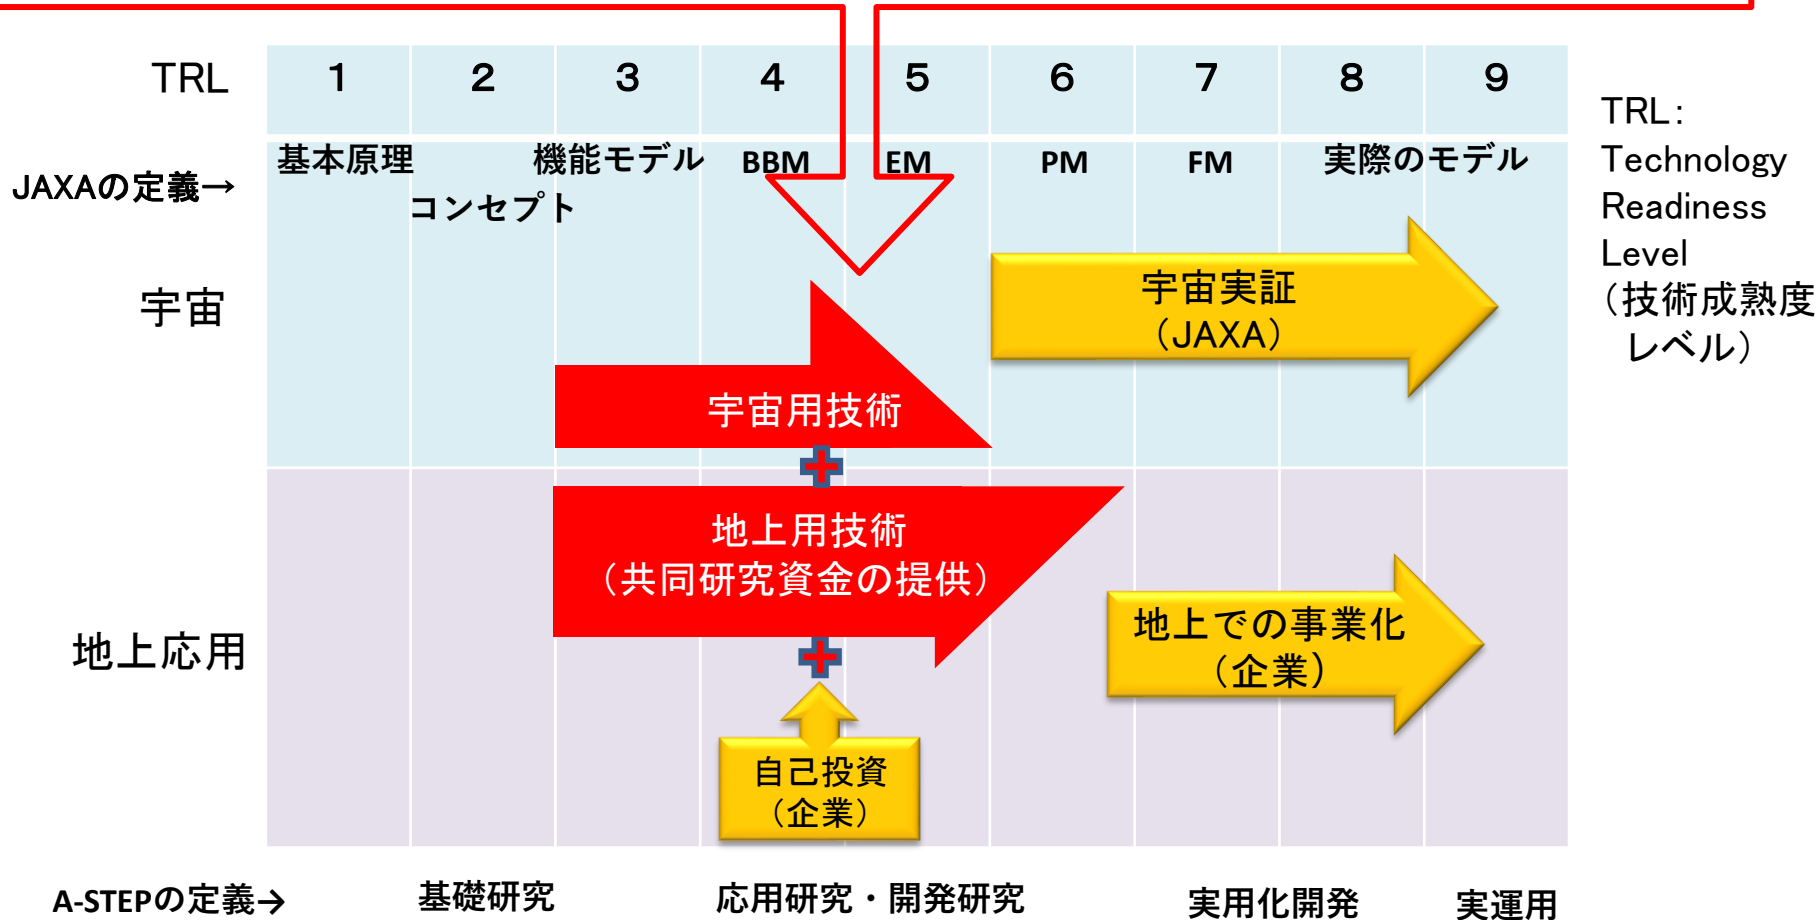 TRL 1 2 3 4 5 6 7 8 9
JAXAの定義→
基本原理
コンセプト
機能モデル
BBM
EM
PM
FM
実際のモデル
TRL:
Technology
Readiness
Level
(技術成熟度
レベル)
宇宙
宇宙実証
(JAXA)
宇宙用技術
地上用技術
(共同研究資金の提供)
地上応用
地上での事業化
(企業)
自己投資
(企業)
A-STEPの定義→ 基礎研究 応用研究・開発研究 実用化開発 実運用